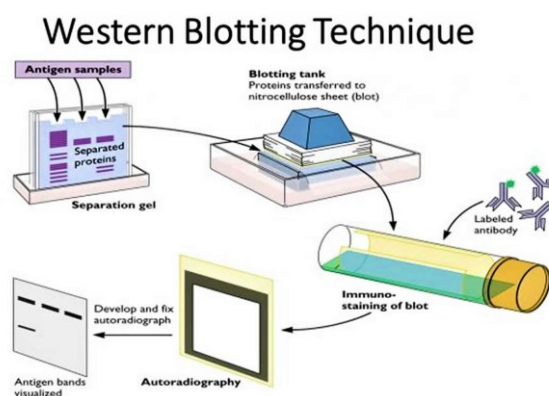 Western Blotting Technique
Antigen samples
Separated
proteins
Separation gel
Blotting tank
Proteins transferred to
nitrocellulose sheet (blot)
Labeled
antibody
Immuno-
staining of blot
Develop and fix
autoradiograph
Autoradiography
Antigen bands
visualized